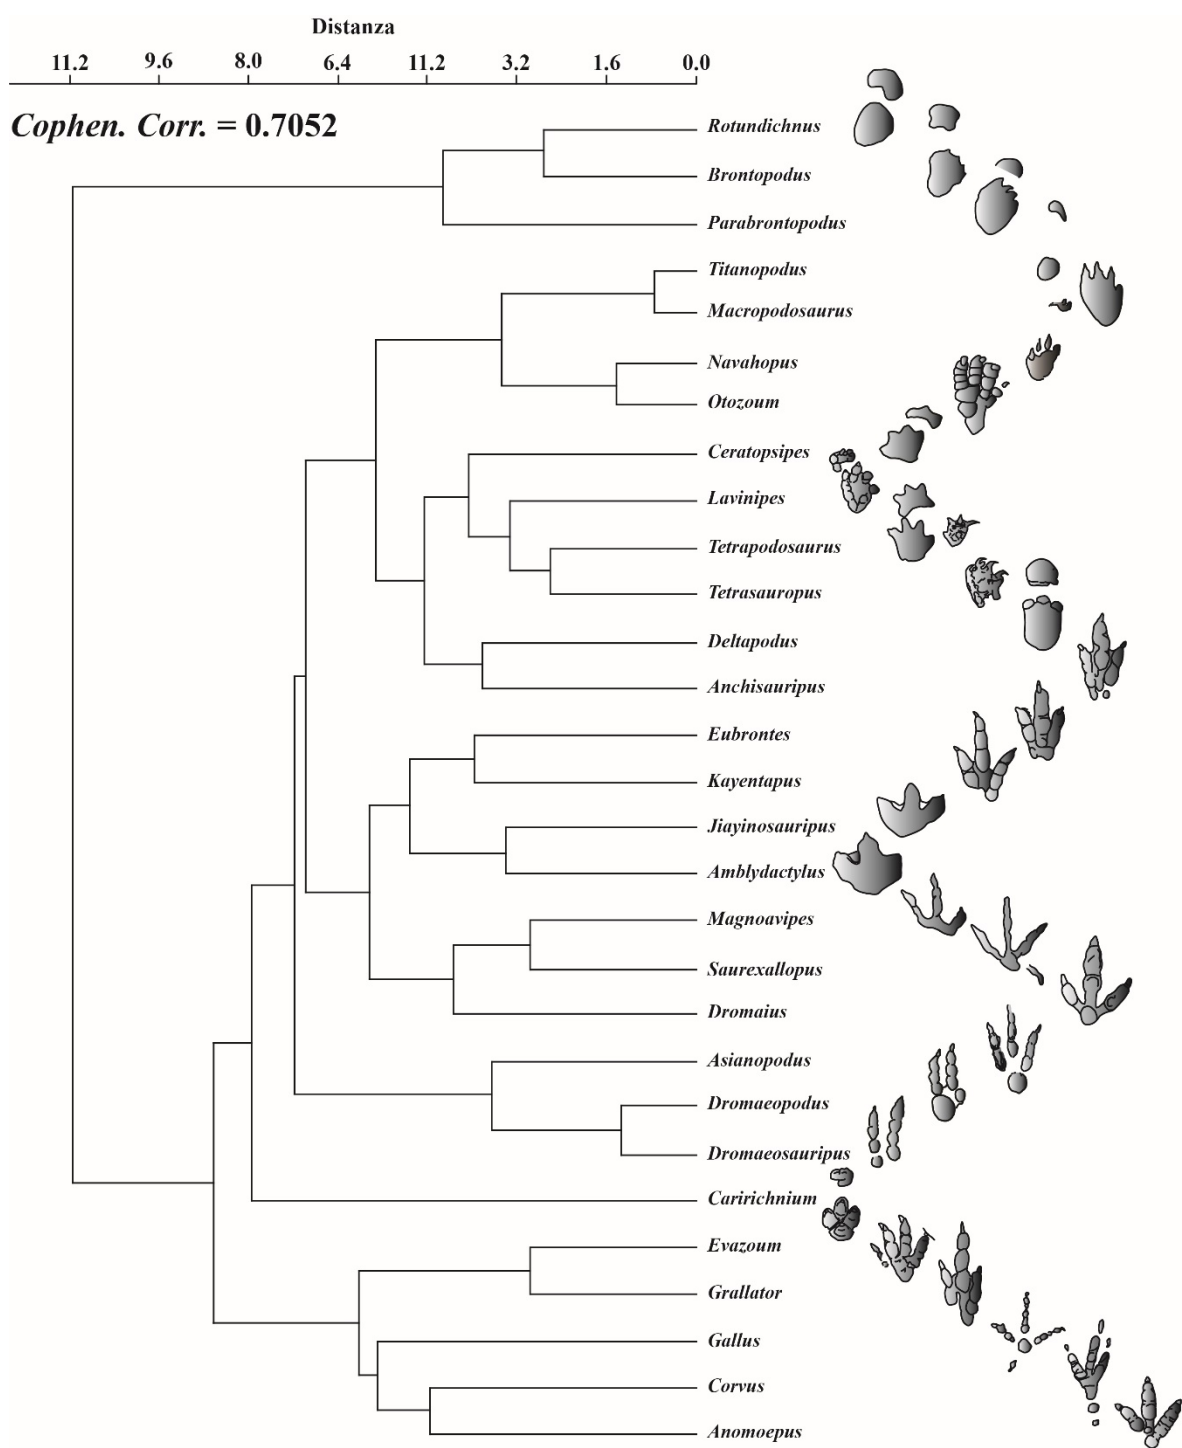 Distanza
11.2 9.6 8.0 6.4 11.2 3.2 1.6 0.0
Cophen. Corr. = 0.7052
Rotundichnus
Brontopodus
Parabrontopodus
Titanopodus
Macropodosaurus
Navahopus
Otozoum
Ceratopsipes
Lavinipes
Tetrapodosaurus
Tetrasauropus
Deltapodus
Anchisauripus
Eubrontes
Kayentapus
Jiayinosauripus
Amblydactylus
Magnoavipes
Saurexallopus
Dromaius
Asianopodus
Dromaeopodus
Dromaeosauripus
Caririchnium
Evazoum
Grallator
Gallus
Corvus
Anomoepus